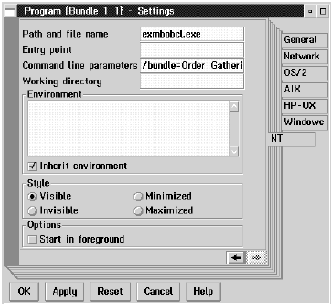 Program (Bundle 1 1) - Settings
Path and file name exmbobcl.exe
Entry point
Command line parameters /bundle=Order Gatheri
Working directory
Environment
Inherit environment
Style
Visible Minimized
Invisible Maximized
Options
Start in foreground
General
Network
OS/2
AIX
HP-UX
Windows
NT
OK Apply Reset Cancel Help